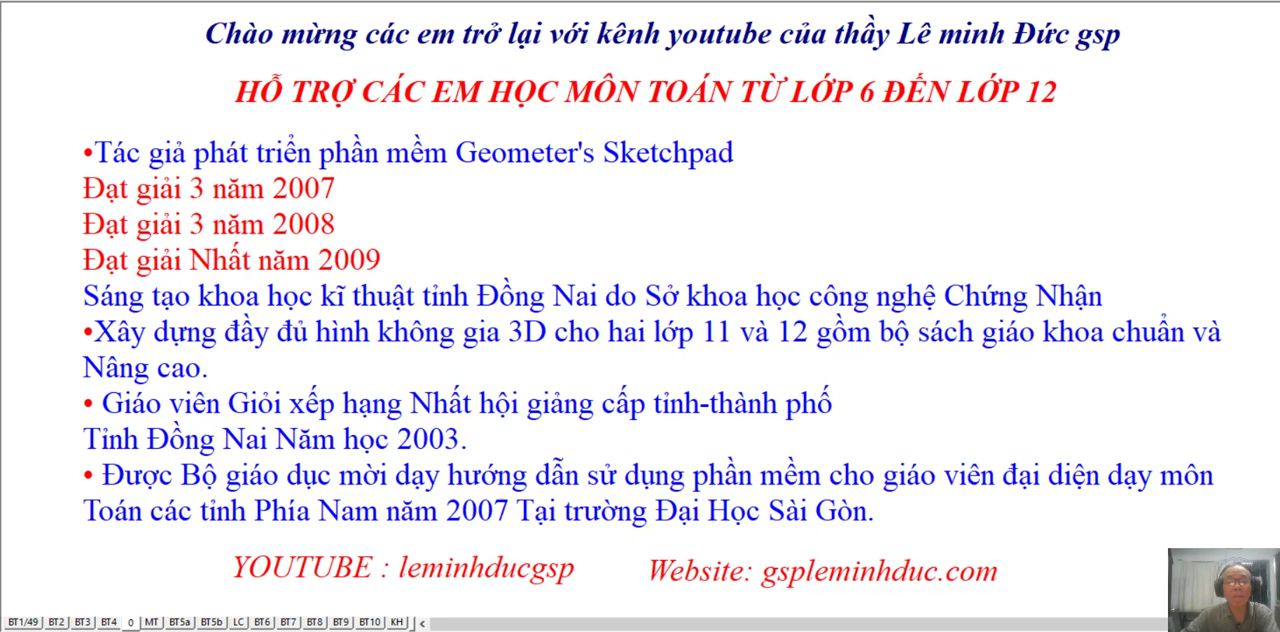 Chào mừng các em trở lại với kênh youtube của thầy Lê minh Đức gsp
HỖ TRỢ CÁC EM HỌC MÔN TOÁN TỪ LỚP 6 ĐẾN LỚP 12
•Tác giả phát triển phần mềm Geometer's Sketchpad
Đạt giải 3 năm 2007
Đạt giải 3 năm 2008
Đạt giải Nhất năm 2009
Sáng tạo khoa học kĩ thuật tỉnh Đồng Nai do Sở khoa học công nghệ Chứng Nhận
•Xây dựng đầy đủ hình không gia 3D cho hai lớp 11 và 12 gồm bộ sách giáo khoa chuẩn và
Nâng cao.
• Giáo viên Giỏi xếp hạng Nhất hội giảng cấp tỉnh-thành phố
Tỉnh Đồng Nai Năm học 2003.
• Được Bộ giáo dục mời dạy hướng dẫn sử dụng phần mềm cho giáo viên đại diện dạy môn
Toán các tỉnh Phía Nam năm 2007 Tại trường Đại Học Sài Gòn.
YOUTUBE : leminhducgsp Website: gspleminhduc.com
BT1/49 BT2 BT3 BT4 0 MT BT5a BT5b LC BT6 BT7 BT8 BT9 BT10 KH <